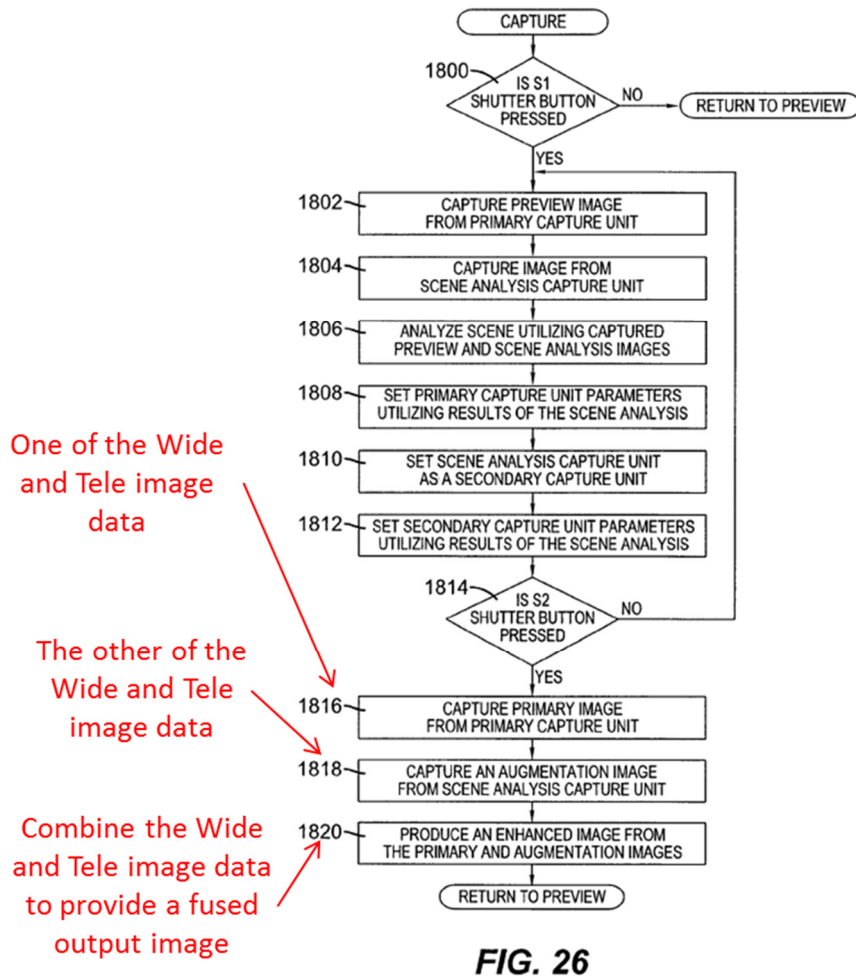 CAPTURE
1800
IS S1
SHUTTER BUTTON
PRESSED
NO
RETURN TO PREVIEW
YES
1802
CAPTURE PREVIEW IMAGE
FROM PRIMARY CAPTURE UNIT
1804
CAPTURE IMAGE FROM
SCENE ANALYSIS CAPTURE UNIT
1806
ANALYZE SCENE UTILIZING CAPTURED
PREVIEW AND SCENE ANALYSIS IMAGES
1808
SET PRIMARY CAPTURE UNIT PARAMETERS
UTILIZING RESULTS OF THE SCENE ANALYSIS
One of the Wide
and Tele image
data
1810
SET SCENE ANALYSIS CAPTURE UNIT
AS A SECONDARY CAPTURE UNIT
1812
SET SECONDARY CAPTURE UNIT PARAMETERS
UTILIZING RESULTS OF THE SCENE ANALYSIS
1814
IS S2
SHUTTER BUTTON
PRESSED
NO
YES
The other of the
Wide and Tele
image data
1816
CAPTURE PRIMARY IMAGE
FROM PRIMARY CAPTURE UNIT
1818
CAPTURE AN AUGMENTATION IMAGE
FROM SCENE ANALYSIS CAPTURE UNIT
Combine the Wide
and Tele image data
to provide a fused
output image
1820
PRODUCE AN ENHANCED IMAGE FROM
THE PRIMARY AND AUGMENTATION IMAGES
RETURN TO PREVIEW
FIG. 26